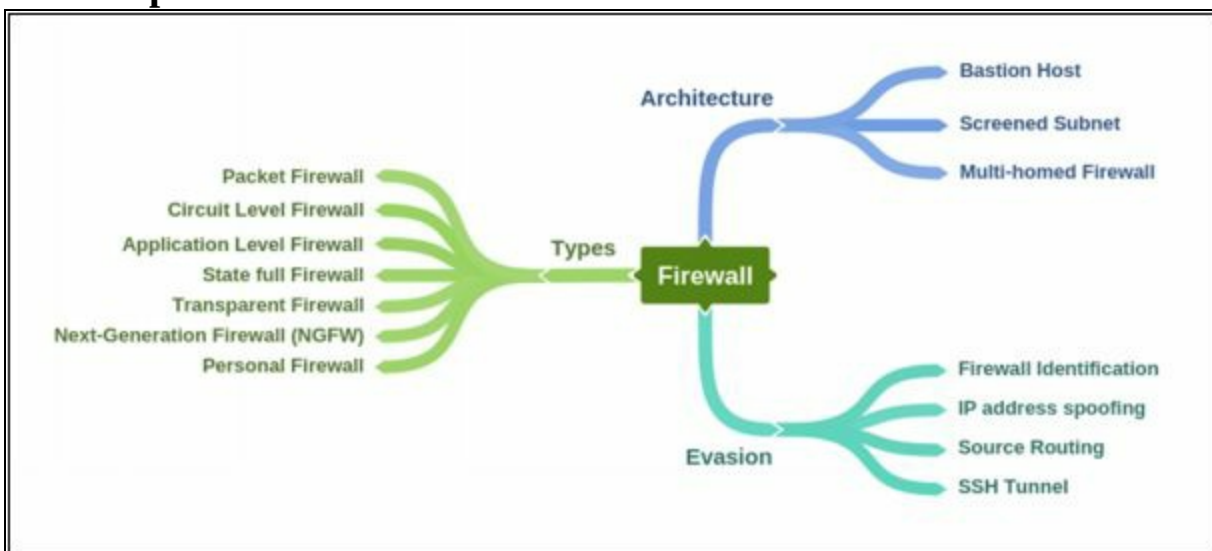 Architecture
Bastion Host
Screened Subnet
Multi-homed Firewall
Packet Firewall
Circuit Level Firewall
Application Level Firewall
State full Firewall
Transparent Firewall
Next-Generation Firewall (NGFW)
Personal Firewall
Types
Firewall
Evasion
Firewall Identification
IP address spoofing
Source Routing
SSH Tunnel